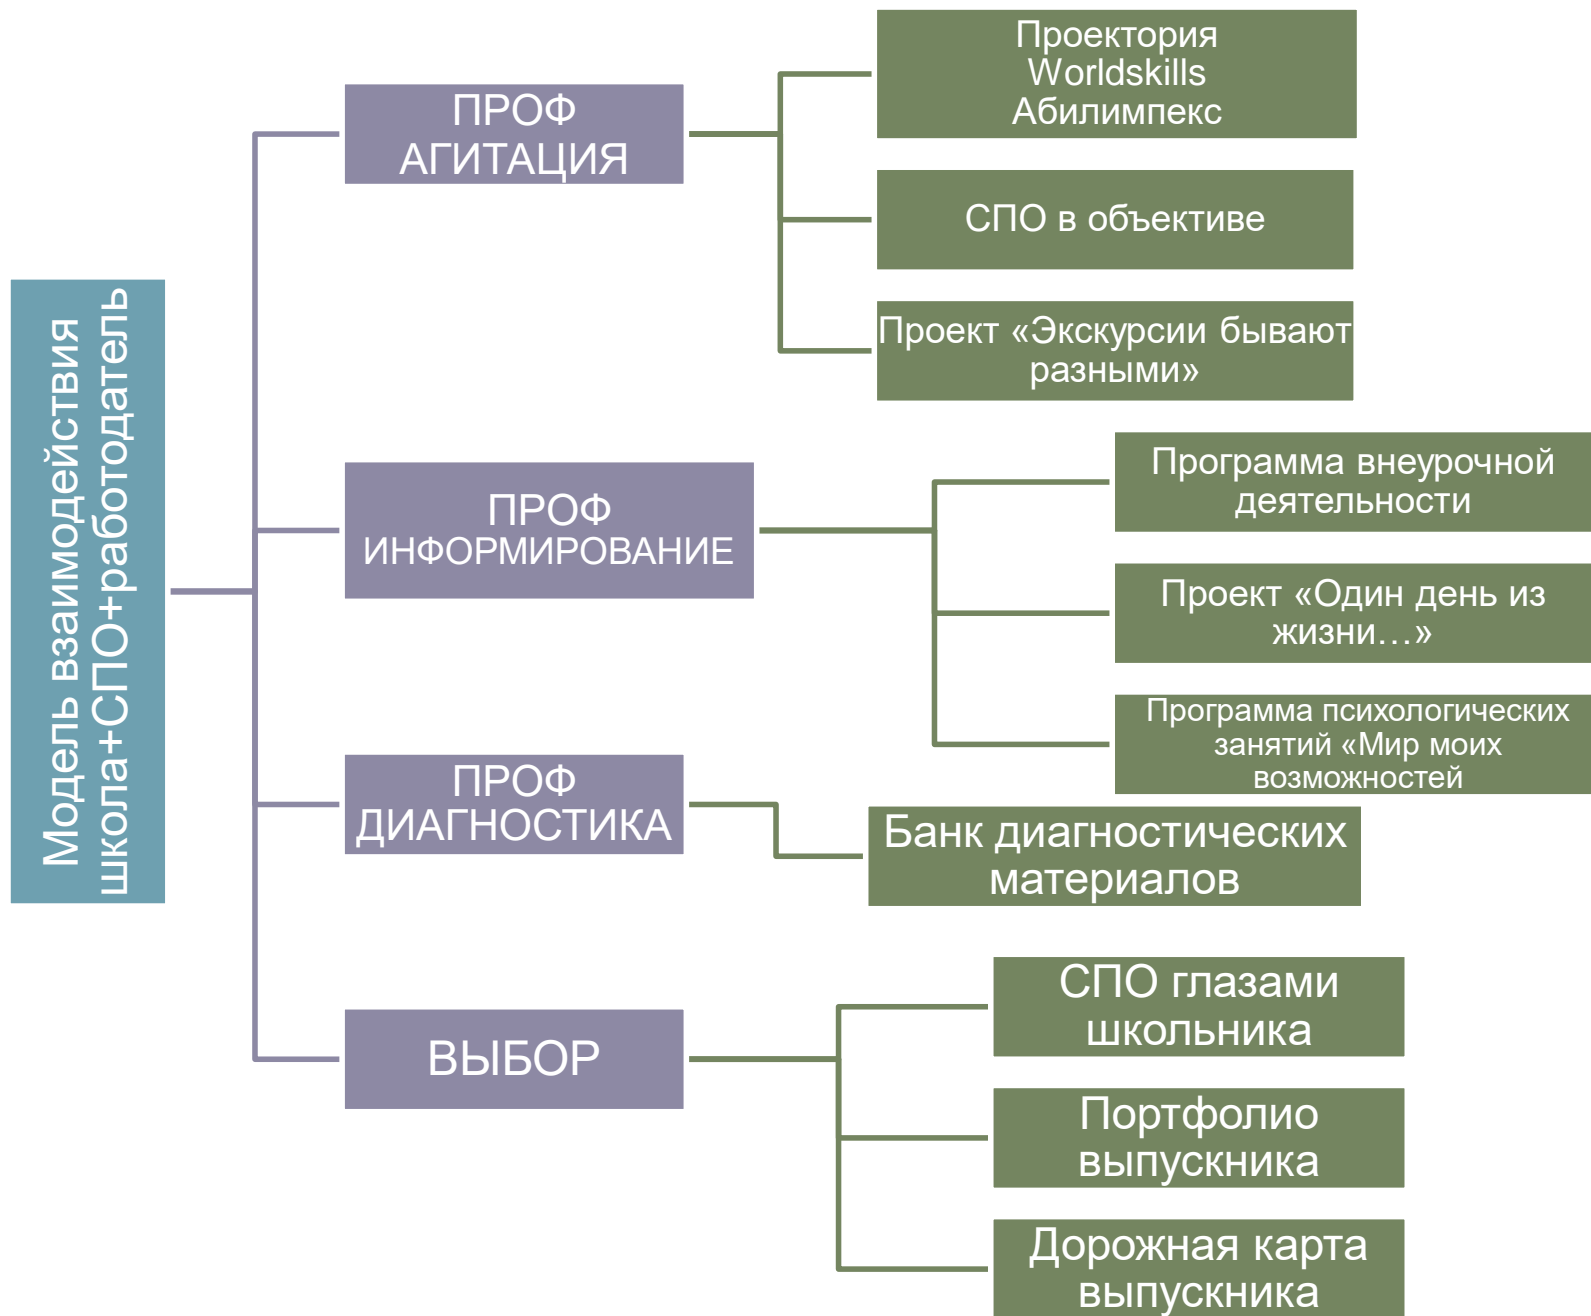 Модель взаимодействия
школа+СПО+работодатель
ПРОФ
АГИТАЦИЯ
Проектория
Worldskills
Абилимпекс
СПО в объективе
Проект «Экскурсии бывают
разными»
ПРОФ
ИНФОРМИРОВАНИЕ
Программа внеурочной
деятельности
Проект «Один день из
жизни…»
Программа психологических
занятий «Мир моих
возможностей
ПРОФ
ДИАГНОСТИКА
Банк диагностических
материалов
ВЫБОР
СПО глазами
школьника
Портфолио
выпускника
Дорожная карта
выпускника